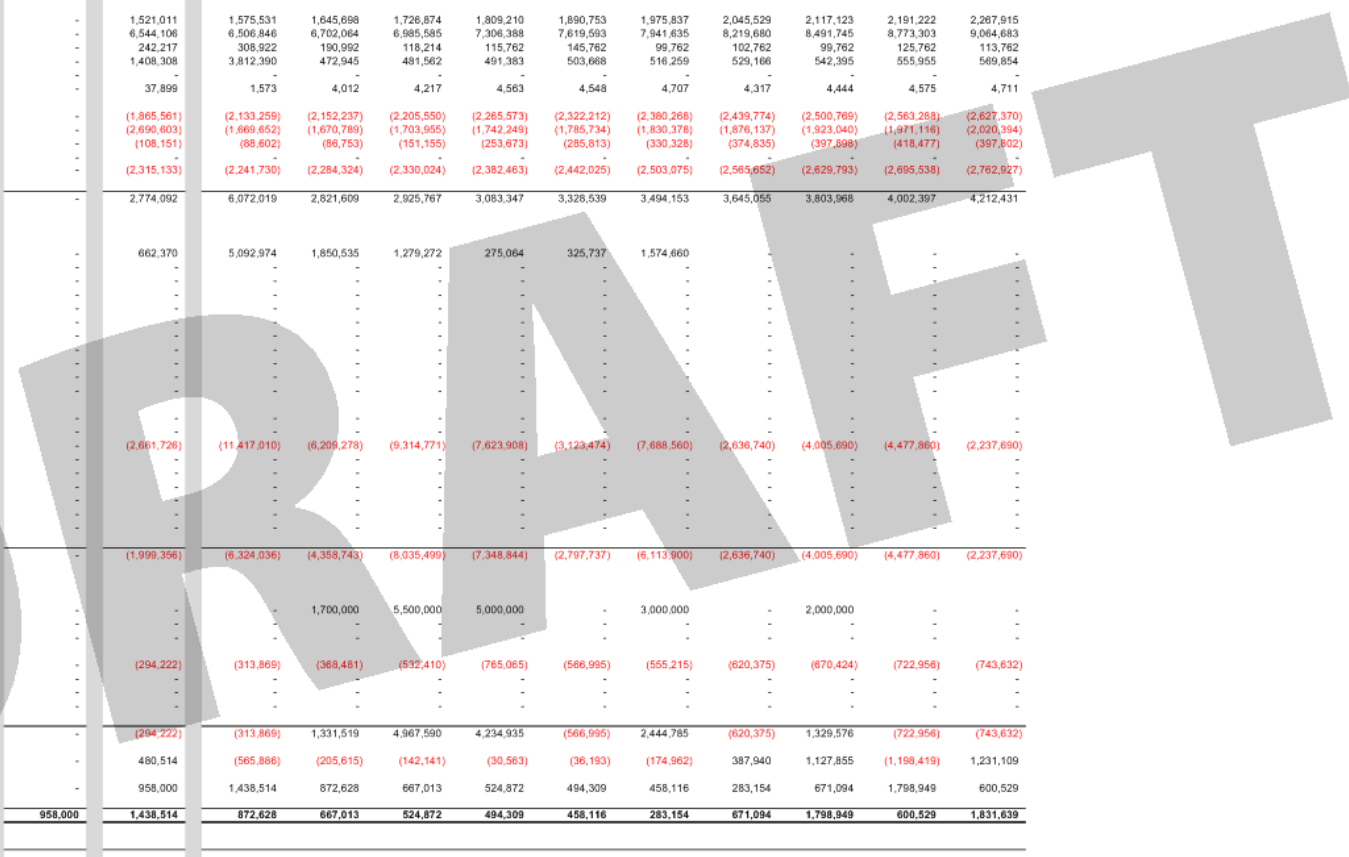 - 1,521,011 1,575,531 1,645,698 1,726,874 1,809,210 1,890,753 1,975,837 2,045,529 2,117,123 2,191,222 2,267,915
- 6,544,106 6,506,846 6,702,064 6,985,585 7,306,388 7,619,593 7,941,635 8,219,680 8,491,745 8,773,303 9,064,683
- 242,217 308,922 190,992 118,214 115,762 145,762 99,762 102,762 99,762 125,762 113,762
- 1,408,308 3,812,390 472,945 481,562 491,383 503,668 516,259 529,166 542,395 555,955 569,854
- - - - - - - - - - - -
- 37,899 1,573 4,012 4,217 4,563 4,548 4,707 4,317 4,444 4,575 4,711
- (1,865,561) (2,133,259) (2,152,237) (2,205,550) (2,265,573) (2,322,212) (2,380,268) (2,439,774) (2,500,769) (2,563,288) (2,627,370)
- (2,690,603) (1,669,652) (1,670,789) (1,703,955) (1,742,249) (1,785,734) (1,830,378) (1,876,137) (1,923,040) (1,971,116) (2,020,394)
- (108,151) (88,602) (86,753) (151,155) (253,673) (285,813) (330,328) (374,835) (397,898) (418,477) (397,802)
- - - - - - - - - - - -
- (2,315,133) (2,241,730) (2,284,324) (2,330,024) (2,382,463) (2,442,025) (2,503,075) (2,565,652) (2,629,793) (2,695,538) (2,762,927)
- 2,774,092 6,072,019 2,821,609 2,925,767 3,083,347 3,328,539 3,494,153 3,645,055 3,803,968 4,002,397 4,212,431
- 662,370 5,092,974 1,850,535 1,279,272 275,064 325,737 1,574,660 - - - -
- - - - - - - - - - - -
- - - - - - - - - - - -
- - - - - - - - - - - -
- - - - - - - - - - - -
- - - - - - - - - - - -
- - - - - - - - - - - -
- - - - - - - - - - - -
- - - - - - - - - - - -
- - - - - - - - - - - -
- - - - - - - - - - - -
- - - - - - - - - - - -
- - - - - - - - - - - -
- - - - - - - - - - - -
- (2,661,726) (11,417,010) (6,209,278) (9,314,771) (7,623,908) (3,123,474) (7,688,560) (2,636,740) (4,005,690) (4,477,860) (2,237,690)
- - - - - - - - - - - -
- - - - - - - - - - - -
- - - - - - - - - - - -
- - - - - - - - - - - -
- - - - - - - - - - - -
- - - - - - - - - - - -
- (1,999,356) (6,324,036) (4,358,743) (8,035,499) (7,348,844) (2,797,737) (6,113,900) (2,636,740) (4,005,690) (4,477,860) (2,237,690)
- - - 1,700,000 5,500,000 5,000,000 - 3,000,000 - 2,000,000 - -
- - - - - - - - - - - -
- - - - - - - - - - - -
- - - - - - - - - - - -
- (294,222) (313,869) (368,481) (532,410) (765,065) (566,995) (555,215) (620,375) (670,424) (722,956) (743,632)
- - - - - - - - - - - -
- - - - - - - - - - - -
- - - - - - - - - - - -
- (294,222) (313,869) 1,331,519 4,967,590 4,234,935 (566,995) 2,444,785 (620,375) 1,329,576 (722,956) (743,632)
- 480,514 (565,886) (205,615) (142,141) (30,563) (36,193) (174,962) 387,940 1,127,855 (1,198,419) 1,231,109
- 958,000 1,438,514 872,628 667,013 524,872 494,309 458,116 283,154 671,094 1,798,949 600,529
958,000 1,438,514 872,628 667,013 524,872 494,309 458,116 283,154 671,094 1,798,949 600,529 1,831,639
DRAFT